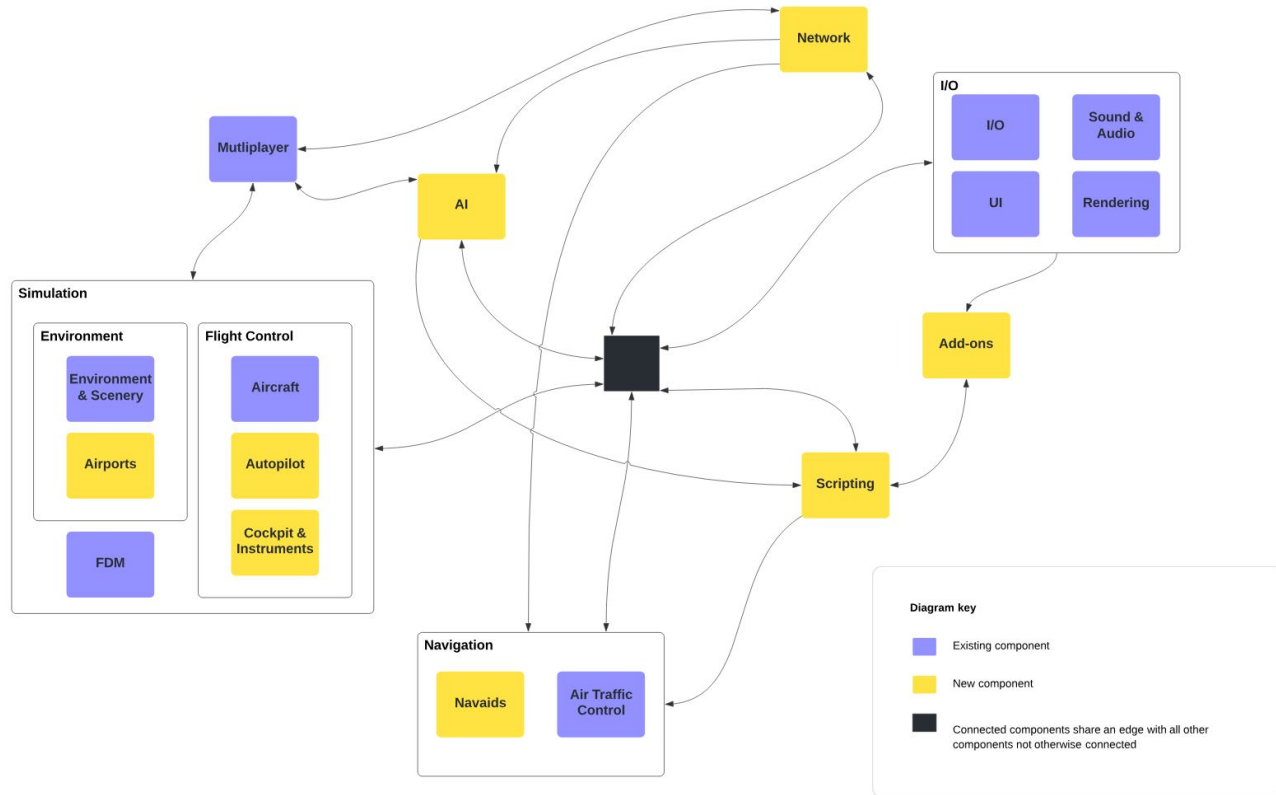 Network
I/O
I/O
Sound &
Audio
Mutliplayer
AI
UI
Rendering
Simulation
Environment
Flight Control
Environment
& Scenery
Aircraft
Add-ons
Airports
Autopilot
Scripting
Cockpit &
Instruments
FDM
Navigation
Navaids
Air Traffic
Control
Diagram key
Existing component
New component
Connected components share an edge with all other
components not otherwise connected